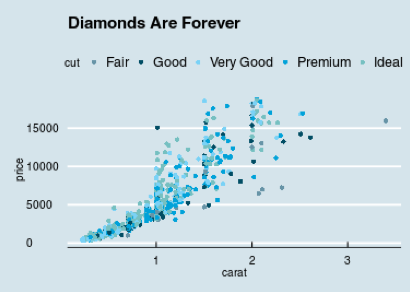 Diamonds Are Forever
cut Fair Good Very Good Premium Ideal
price
15000
10000
5000
0
1 2 3
carat